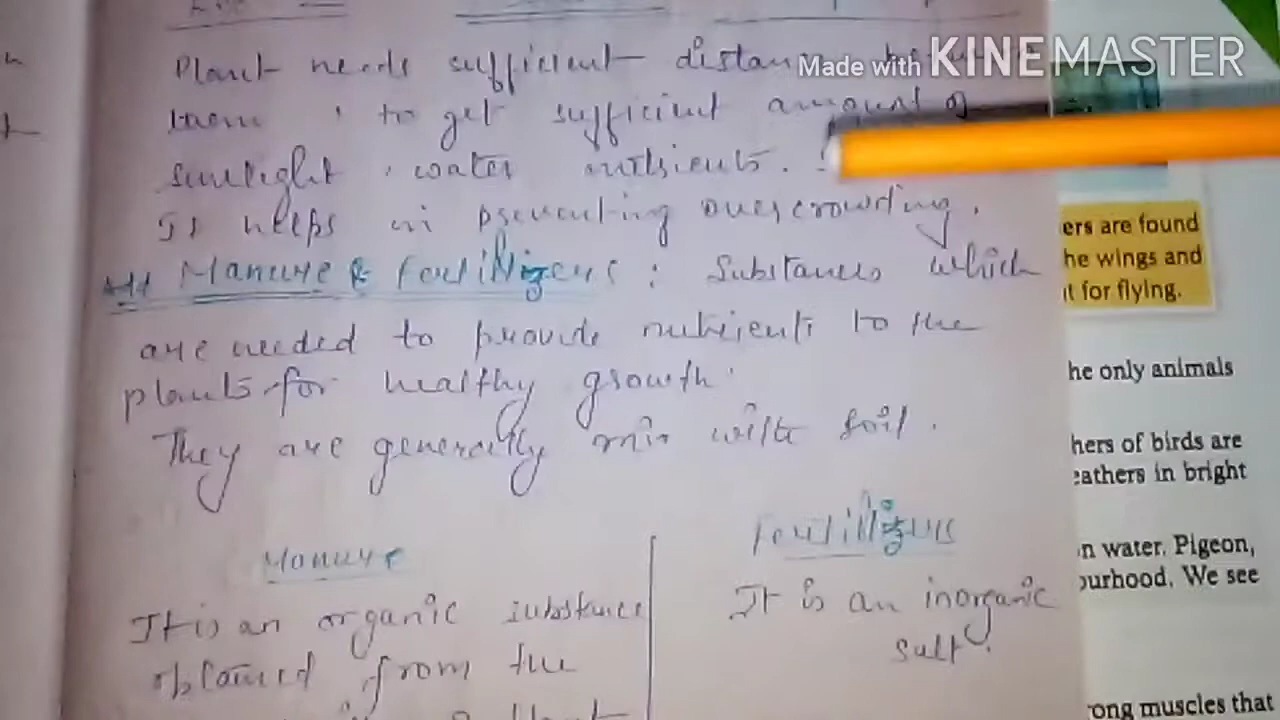 Plant needs sufficient
Made with KINEMASTER
them, to get sufficient amount of
sunlight, water nutrients.
It helps in preventing overcrowding.
Manure & Fertilizers: Substances which
are needed to provide nutrients to the
plants for healthy growth.
They are generally mix with soil.
Manure
It is an organic substance
obtained from the
Fertilizers
It is an inorganic
salt.
ers are found
he wings and
t for flying.
he only animals
hers of birds are
eathers in bright
n water. Pigeon,
ourhood. We see
ong muscles that